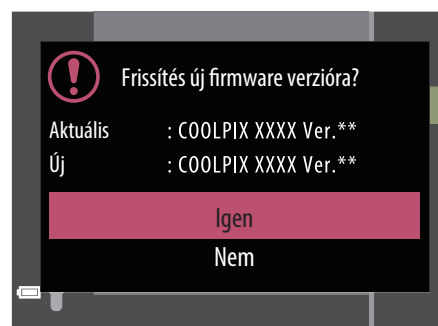 Frissítés új firmware verzióra?
Aktuális : COOLPIX XXXX Ver.**
Új : COOLPIX XXXX Ver.**
Igen
Nem